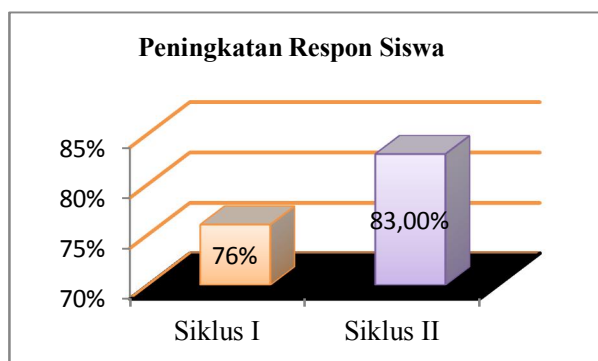 Peningkatan Respon Siswa
85%
80%
75%
70%
76%
83,00%
Siklus I
Siklus II